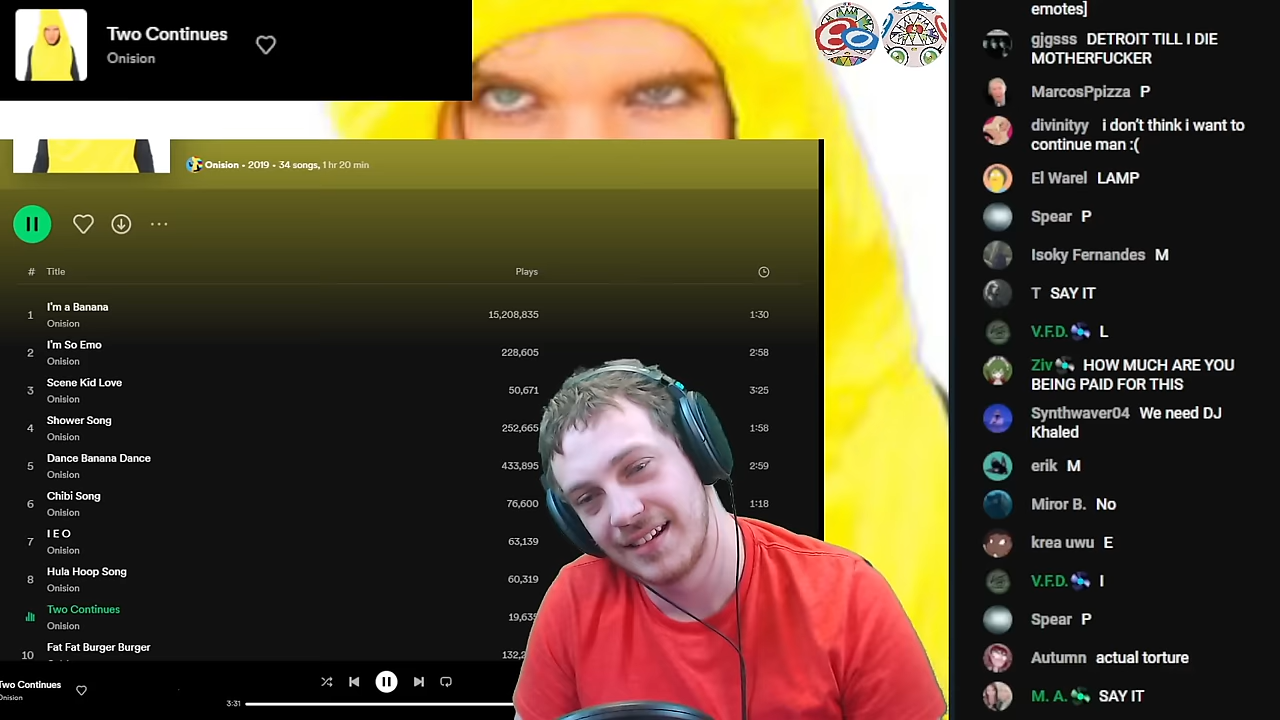 Two Continues
Onision
Onision • 2019 • 34 songs, 1 hr 20 min
# Title Plays
1 I'm a Banana 15,208,835 1:30
Onision
2 I'm So Emo 228,605 2:58
Onision
3 Scene Kid Love 50,671 3:25
Onision
4 Shower Song 252,665 1:58
Onision
5 Dance Banana Dance 433,895 2:59
Onision
6 Chibi Song 76,600 1:18
Onision
7 I E O 63,139
Onision
8 Hula Hoop Song 60,319
Onision
Two Continues 19,63
Onision
10 Fat Fat Burger Burger 132,2
Two Continues
Onision
3:31
emotes]
gjgsss DETROIT TILL I DIE
MOTHERFUCKER
MarcosPpizza P
divinityy i don't think i want to
continue man :(
El Warel LAMP
Spear P
Isoky Fernandes M
T SAY IT
V.F.D. L
Ziv HOW MUCH ARE YOU
BEING PAID FOR THIS
Synthwaver04 We need DJ
Khaled
erik M
Miror B. No
krea uwu E
V.F.D. I
Spear P
Autumn actual torture
M. A. SAY IT